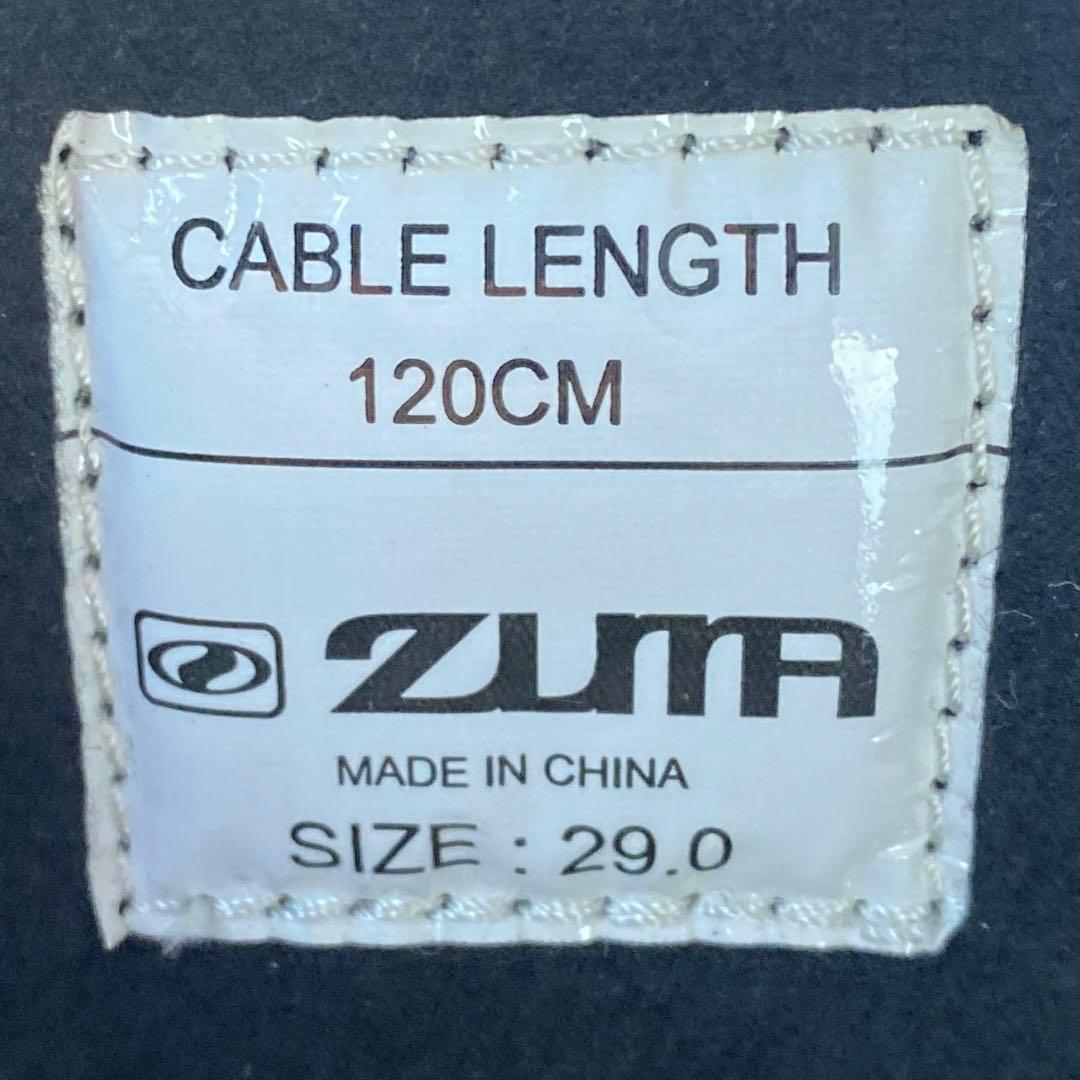 CABLE LENGTH
120CM
ZUMA
MADE IN CHINA
SIZE : 29.0